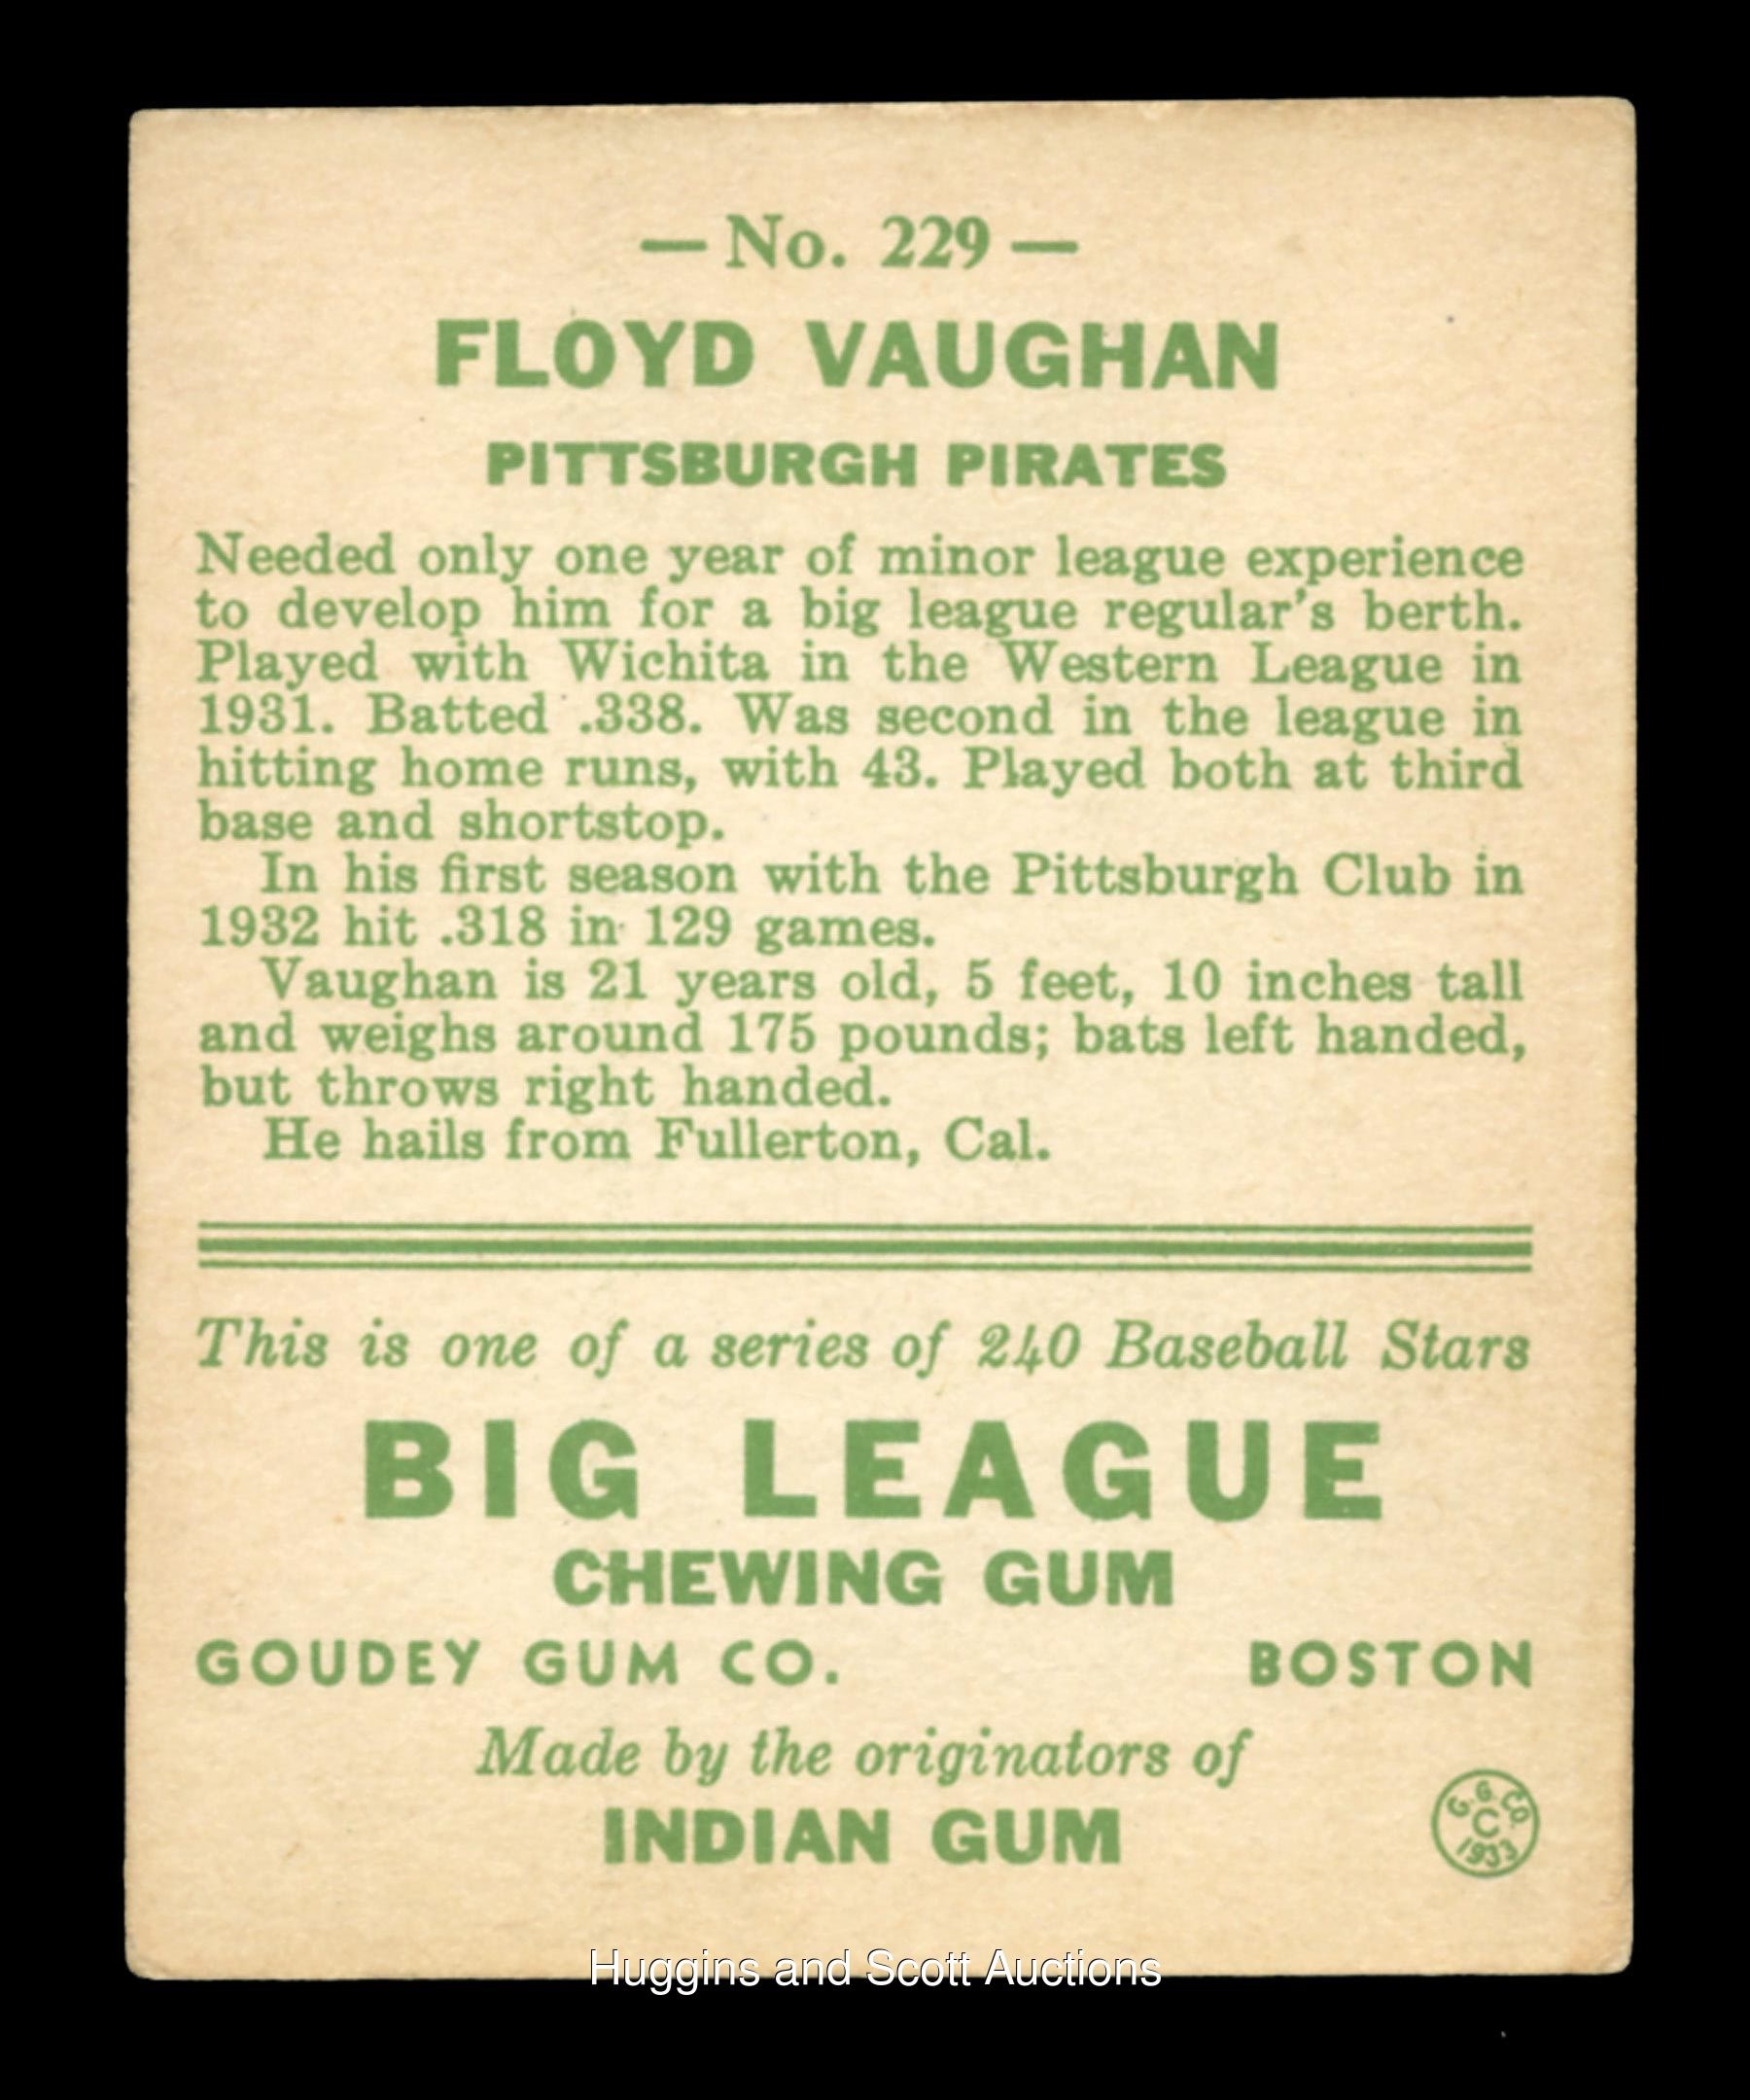 — No. 229 —
FLOYD VAUGHAN
PITTSBURGH PIRATES
Needed only one year of minor league experience
to develop him for a big league regular's berth.
Played with Wichita in the Western League in
1931. Batted .338. Was second in the league in
hitting home runs, with 43. Played both at third
base and shortstop.
In his first season with the Pittsburgh Club in
1932 hit .318 in 129 games.
Vaughan is 21 years old, 5 feet, 10 inches tall
and weighs around 175 pounds; bats left handed,
but throws right handed.
He hails from Fullerton, Cal.
This is one of a series of 240 Baseball Stars
BIG LEAGUE
CHEWING GUM
GOUDEY GUM CO. BOSTON
Made by the originators of
INDIAN GUM
G. G. CO.
C
1933
Huggins and Scott Auctions